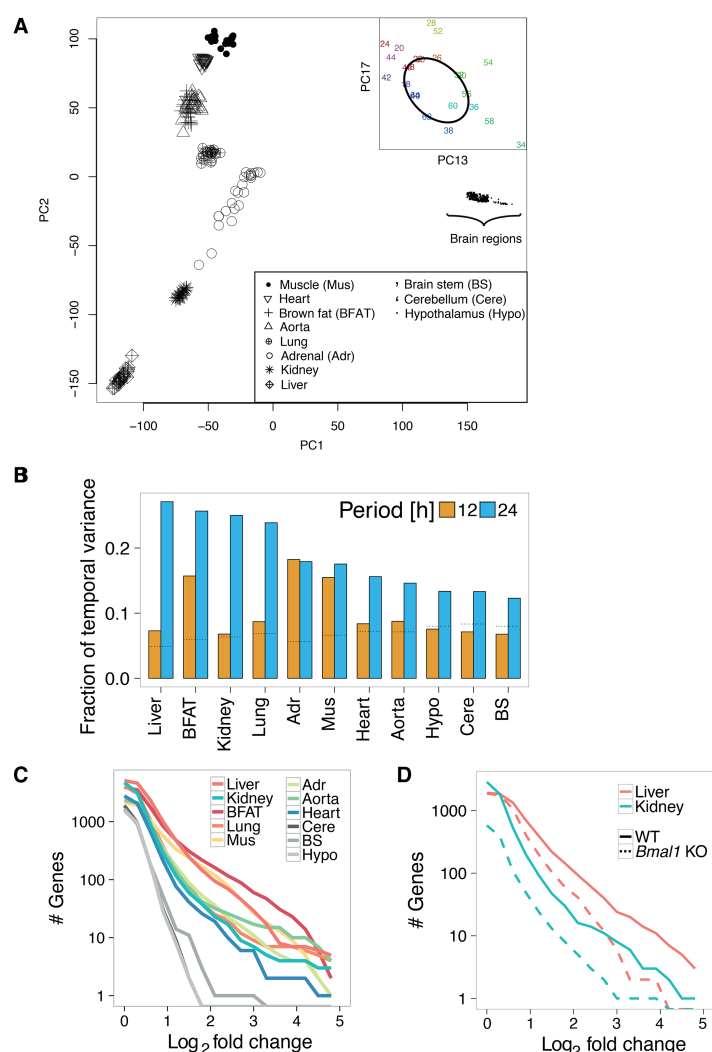 A
PC2
100
50
0
−50
−100
−150
−100
−50
0
50
100
150
PC1
PC17
PC13
28
52
24
20
44
54
42
60
36
58
38
34
Brain regions
Muscle (Mus)
Heart
Brown fat (BFAT)
Aorta
Lung
Adrenal (Adr)
Kidney
Liver
Brain stem (BS)
Cerebellum (Cere)
Hypothalamus (Hypo)
B
Fraction of temporal variance
0.2
0.1
0.0
Period [h] 12 24
Liver
BFAT
Kidney
Lung
Adr
Mus
Heart
Aorta
Hypo
Cere
BS
C
# Genes
1000
100
10
1
0 1 2 3 4 5
Log2 fold change
Liver
Kidney
BFAT
Lung
Mus
Adr
Aorta
Heart
Cere
BS
Hypo
D
# Genes
1000
100
10
1
0 1 2 3 4 5
Log2 fold change
Liver
Kidney
WT
Bmal1 KO